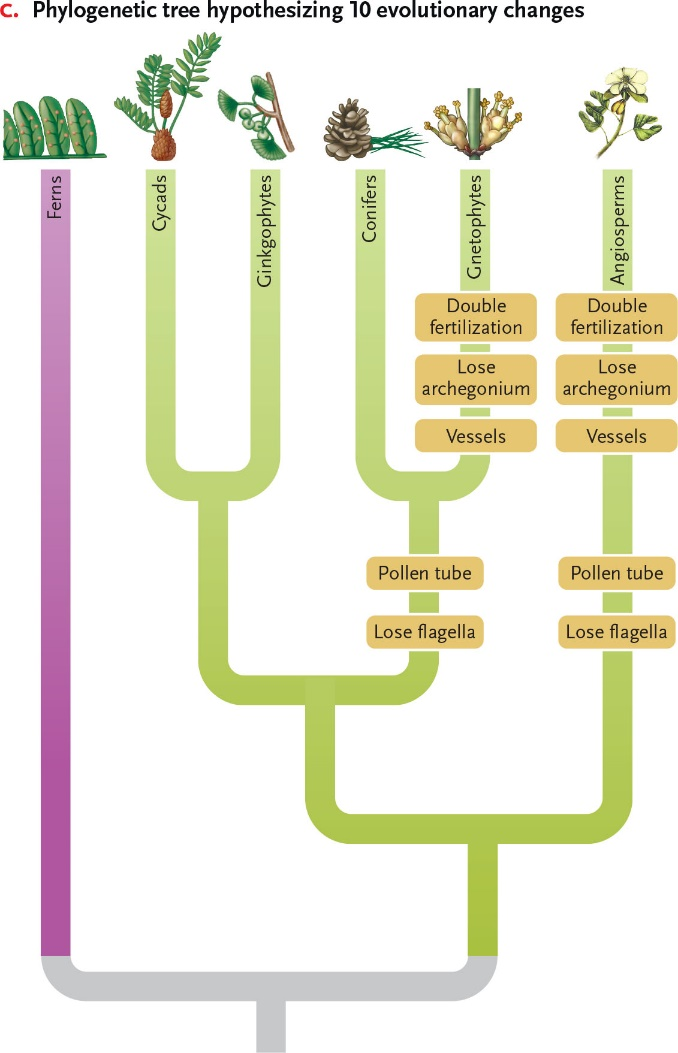 C. Phylogenetic tree hypothesizing 10 evolutionary changes
Ferns
Cycads
Ginkgophytes
Conifers
Gnetophytes
Angiosperms
Double
fertilization
Double
fertilization
Lose
archegonium
Lose
archegonium
Vessels
Vessels
Pollen tube
Pollen tube
Lose flagella
Lose flagella